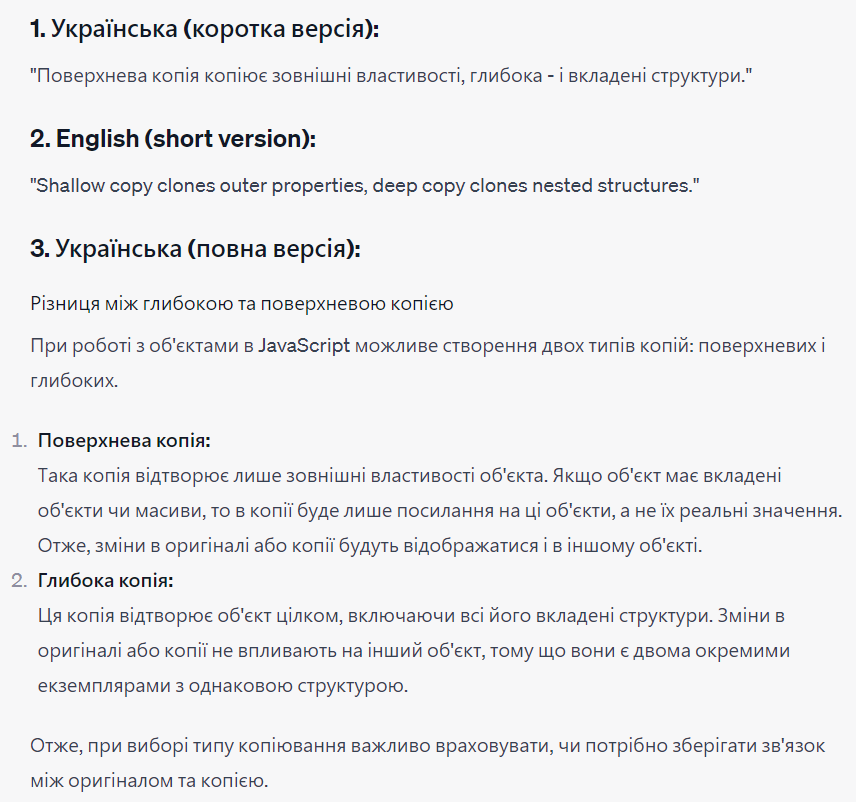 1. Українська (коротка версія):
"Поверхнева копія копіює зовнішні властивості, глибока - і вкладені структури."
2. English (short version):
"Shallow copy clones outer properties, deep copy clones nested structures."
3. Українська (повна версія):
Різниця між глибокою та поверхневою копією
При роботі з об'єктами в JavaScript можливе створення двох типів копій: поверхневих і
глибоких.
1. Поверхнева копія:
Така копія відтворює лише зовнішні властивості об'єкта. Якщо об'єкт має вкладені
об'єкти чи масиви, то в копії буде лише посилання на ці об'єкти, а не їх реальні значення.
Отже, зміни в оригіналі або копії будуть відображатися і в іншому об'єкті.
2. Глибока копія:
Ця копія відтворює об'єкт цілком, включаючи всі його вкладені структури. Зміни в
оригіналі або копії не впливають на інший об'єкт, тому що вони є двома окремими
екземплярами з однаковою структурою.
Отже, при виборі типу копіювання важливо враховувати, чи потрібно зберігати зв'язок
між оригіналом та копією.